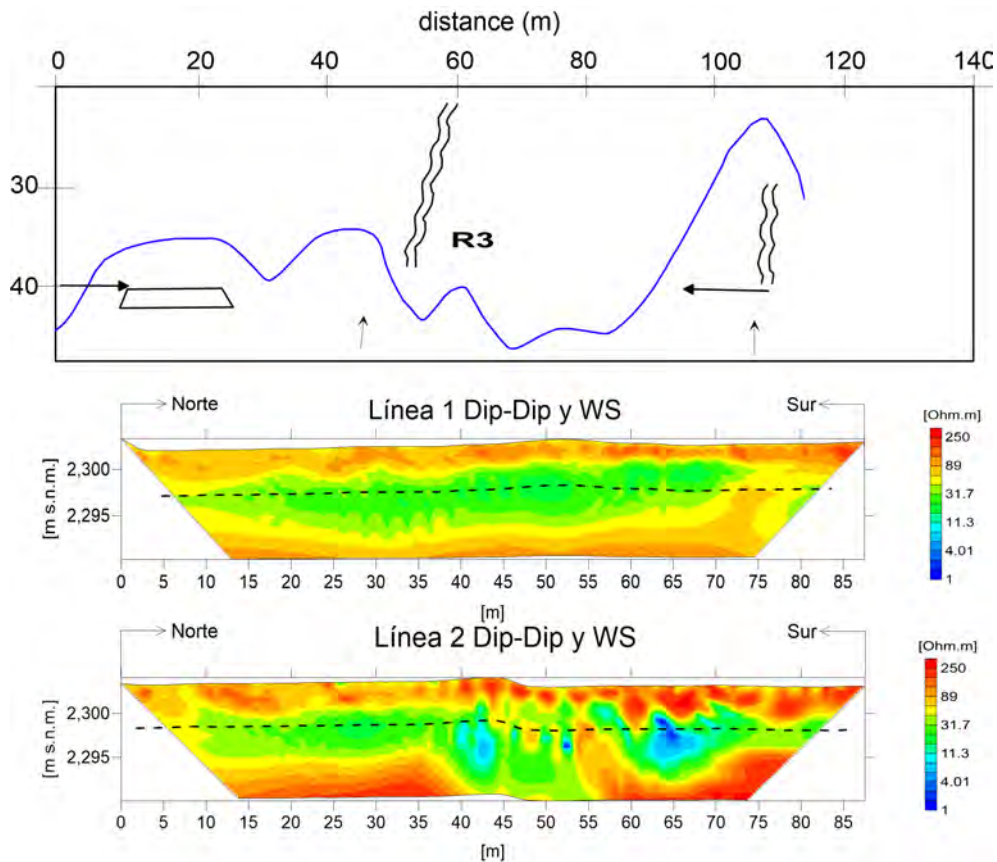 distance (m)
0 20 40 60 80 100 120 140
30
R3
40
Norte Línea 1 Dip-Dip y WS Sur
[Ohm.m]
250
89
31.7
11.3
4.01
1
[m s.n.m.]
2,300
2,295
0 5 10 15 20 25 30 35 40 45 50 55 60 65 70 75 80 85
[m]
Norte Línea 2 Dip-Dip y WS Sur
[Ohm.m]
250
89
31.7
11.3
4.01
1
[m s.n.m.]
2,300
2,295
0 5 10 15 20 25 30 35 40 45 50 55 60 65 70 75 80 85
[m]